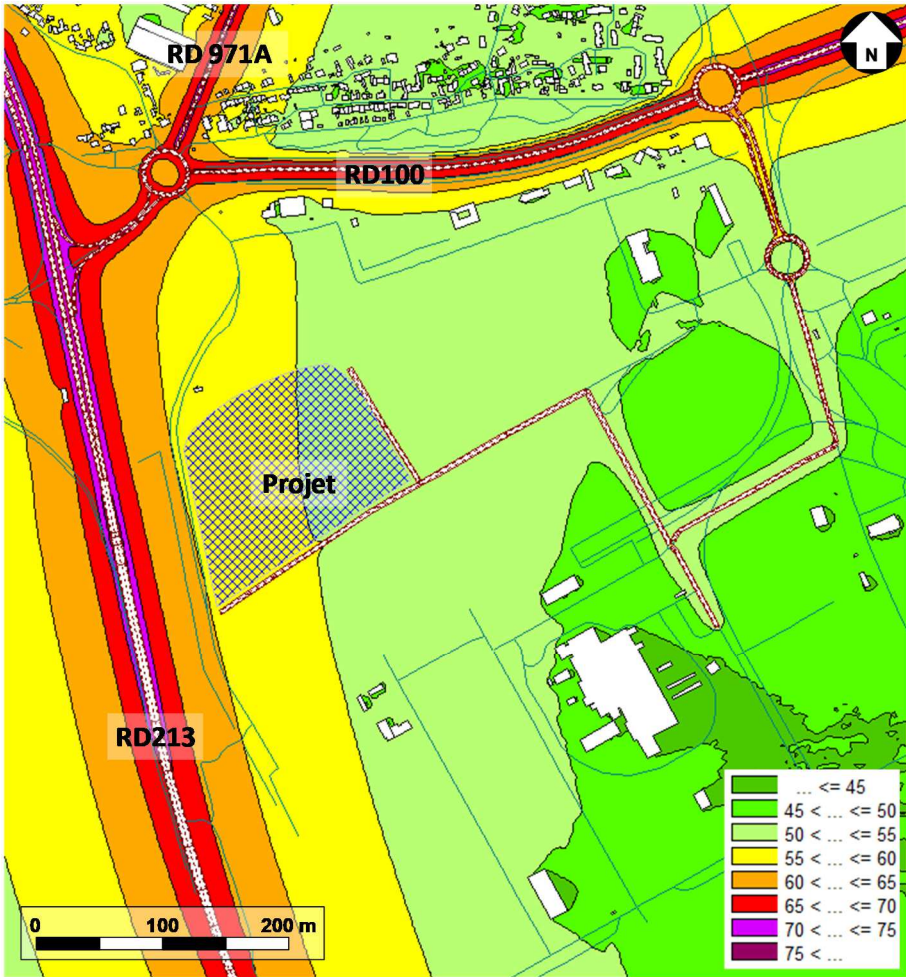 RD 971A
N
RD100
Projet
RD213
0 100 200 m
... <= 45
45 < ... <= 50
50 < ... <= 55
55 < ... <= 60
60 < ... <= 65
65 < ... <= 70
70 < ... <= 75
75 < ...